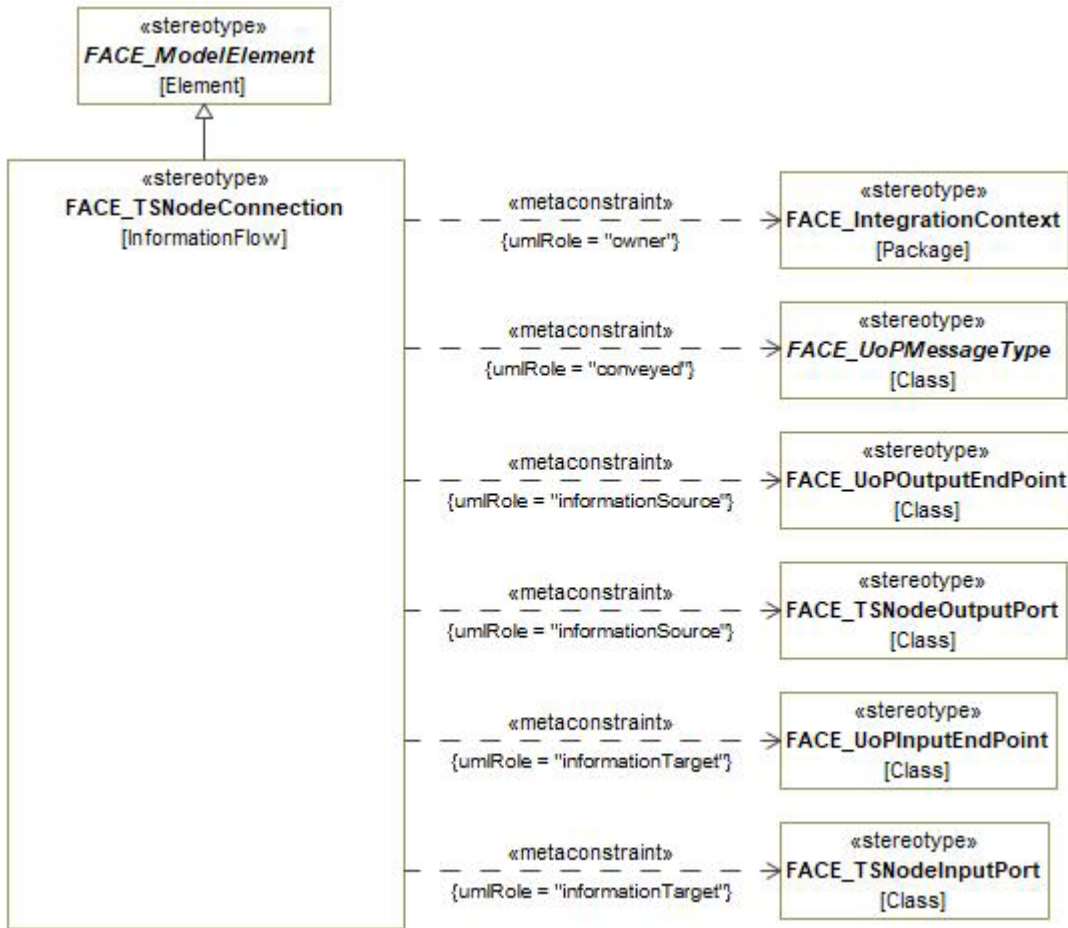 «stereotype»
FACE_ModelElement
[Element]
«stereotype»
FACE_TSNodeConnection
[InformationFlow]
«metaconstraint»
{umlRole = "owner"}
«stereotype»
FACE_IntegrationContext
[Package]
«metaconstraint»
{umlRole = "conveyed"}
«stereotype»
FACE_UoPMessageType
[Class]
«metaconstraint»
{umlRole = "informationSource"}
«stereotype»
FACE_UoPOutputEndPoint
[Class]
«metaconstraint»
{umlRole = "informationSource"}
«stereotype»
FACE_TSNodeOutputPort
[Class]
«metaconstraint»
{umlRole = "informationTarget"}
«stereotype»
FACE_UoPInputEndPoint
[Class]
«metaconstraint»
{umlRole = "informationTarget"}
«stereotype»
FACE_TSNodeInputPort
[Class]